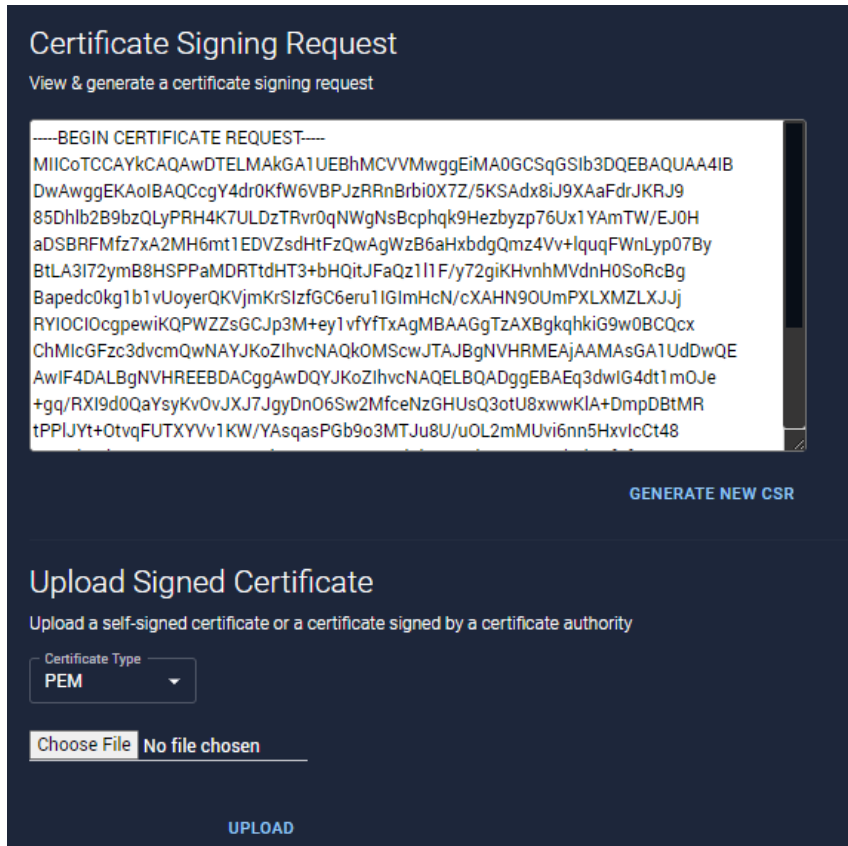 Certificate Signing Request
View & generate a certificate signing request
-----BEGIN CERTIFICATE REQUEST-----
MIICoTCCAYkCAQAwDTELMAkGA1UEBhMCVVMwggEiMA0GCSqGSIb3DQEBAQUAA4IB
DwAwggEKAoIBAQCcgY4dr0KfW6VBPJzRRnBrbi0X7Z/5KSAdx8iJ9XAaFdrJKRJ9
85Dhlb2B9bzQLyPRH4K7ULDzTRvr0qNWgNsBcphqk9Hezbyzp76Ux1YAmTW/EJ0H
aDSBRFMfz7xA2MH6mt1EDVZsdHtFzQwAgWzB6aHxbdgQmz4Vv+lquqFWnLyp07By
BtLA3I72ymB8HSPPaMDRTtdHT3+bHQitJFaQz1l1F/y72giKHvnhMVdnH0SoRcBg
Bapedc0kg1b1vUoyerQKVjmKrSIzfGC6eru1IGImHcN/cXAHN9OUmPXLXMZLXJJj
RYIOCIOcgpewiKQPWZZsGCJp3M+ey1vfYfTxAgMBAAGgTzAXBgkqhkiG9w0BCQcx
ChMIcGFzc3dvcmQwNAYJKoZIhvcNAQkOMScwJTAJBgNVHRMEAjAAMAsGA1UdDwQE
AwIF4DALBgNVHREEBDACggAwDQYJKoZIhvcNAQELBQADggEBAEq3dwIG4dt1mOJe
+gq/RXI9d0QaYsyKvOvJXJ7JgyDnO6Sw2MfceNzGHUsQ3otU8xwwKlA+DmpDBtMR
tPPlJYt+OtvqFUTXYVv1KW/YAsqasPGb9o3MTJu8U/uOL2mMUvi6nn5HxvIcCt48
GENERATE NEW CSR
Upload Signed Certificate
Upload a self-signed certificate or a certificate signed by a certificate authority
Certificate Type
PEM
Choose File No file chosen
UPLOAD